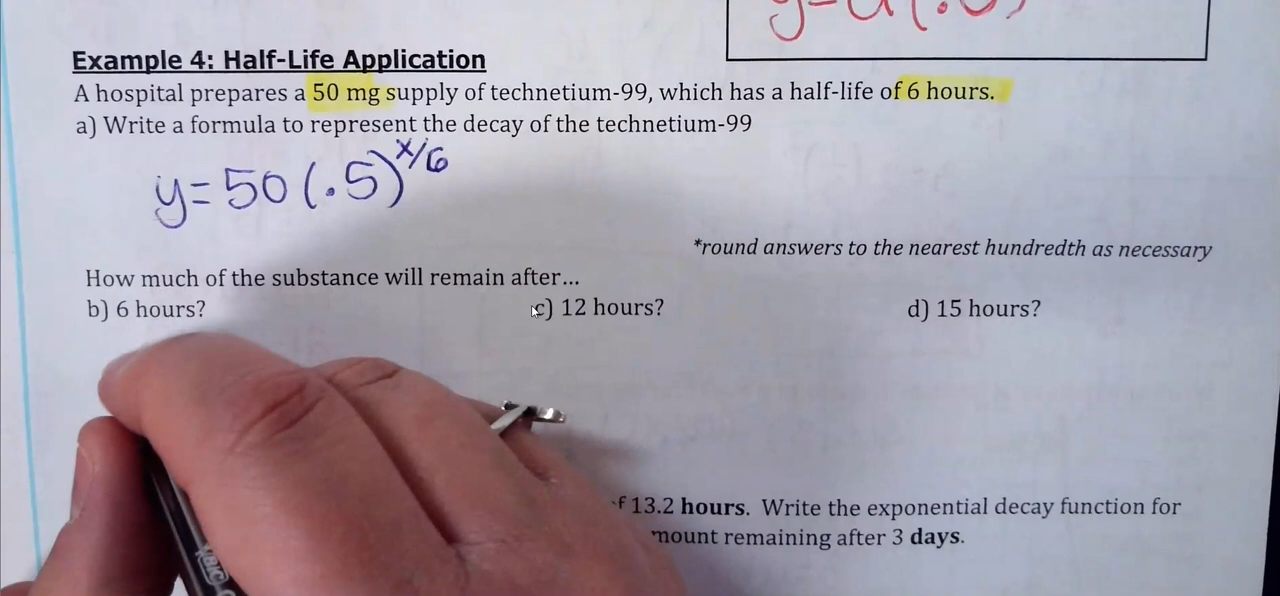 y=a(.5)
Example 4: Half-Life Application
A hospital prepares a 50 mg supply of technetium-99, which has a half-life of 6 hours.
a) Write a formula to represent the decay of the technetium-99
y = 50 (.5)^x/6
*round answers to the nearest hundredth as necessary
How much of the substance will remain after...
b) 6 hours? c) 12 hours? d) 15 hours?
13.2 hours. Write the exponential decay function for
remaining after 3 days.
BIC